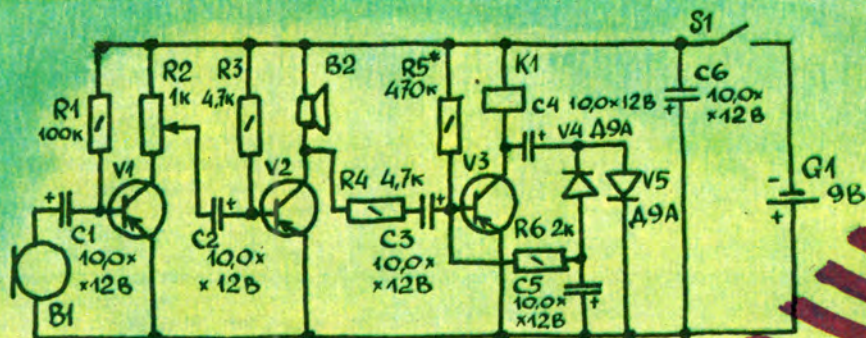 S1
R1
100к
R2
1к
R3
4,7к
B2
R5*
470к
K1
C4 10,0×12В
V4 Д9А
C6
10,0×
×12В
V1
V2
R4 4,7к
V3
V5
Д9А
G1
9В
C1
10,0×
×12В
C2
10,0×
×12В
C3
10,0×
×12В
R6 2к
C5
10,0×
×12В
B1